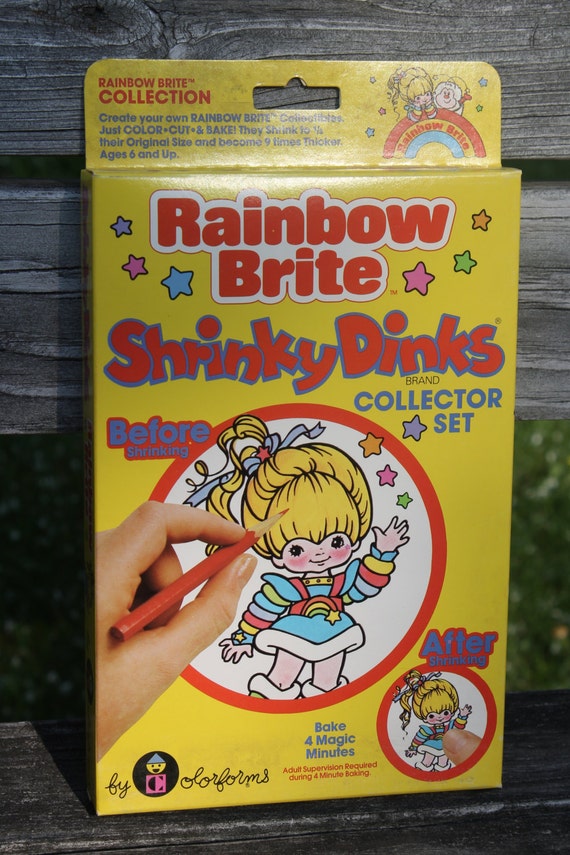 RAINBOW BRITE™
COLLECTION
Create your own RAINBOW BRITE™ Collectibles.
Just COLOR•CUT•& BAKE! They Shrink to ⅓
their Original Size and become 9 times Thicker.
Ages 6 and Up.
Rainbow Brite
Rainbow
Brite™
Shrinky Dinks®
BRAND
COLLECTOR
SET
Before
Shrinking
After
Shrinking
Bake
4 Magic
Minutes
Adult Supervision Required
during 4 Minute Baking.
by Colorforms®